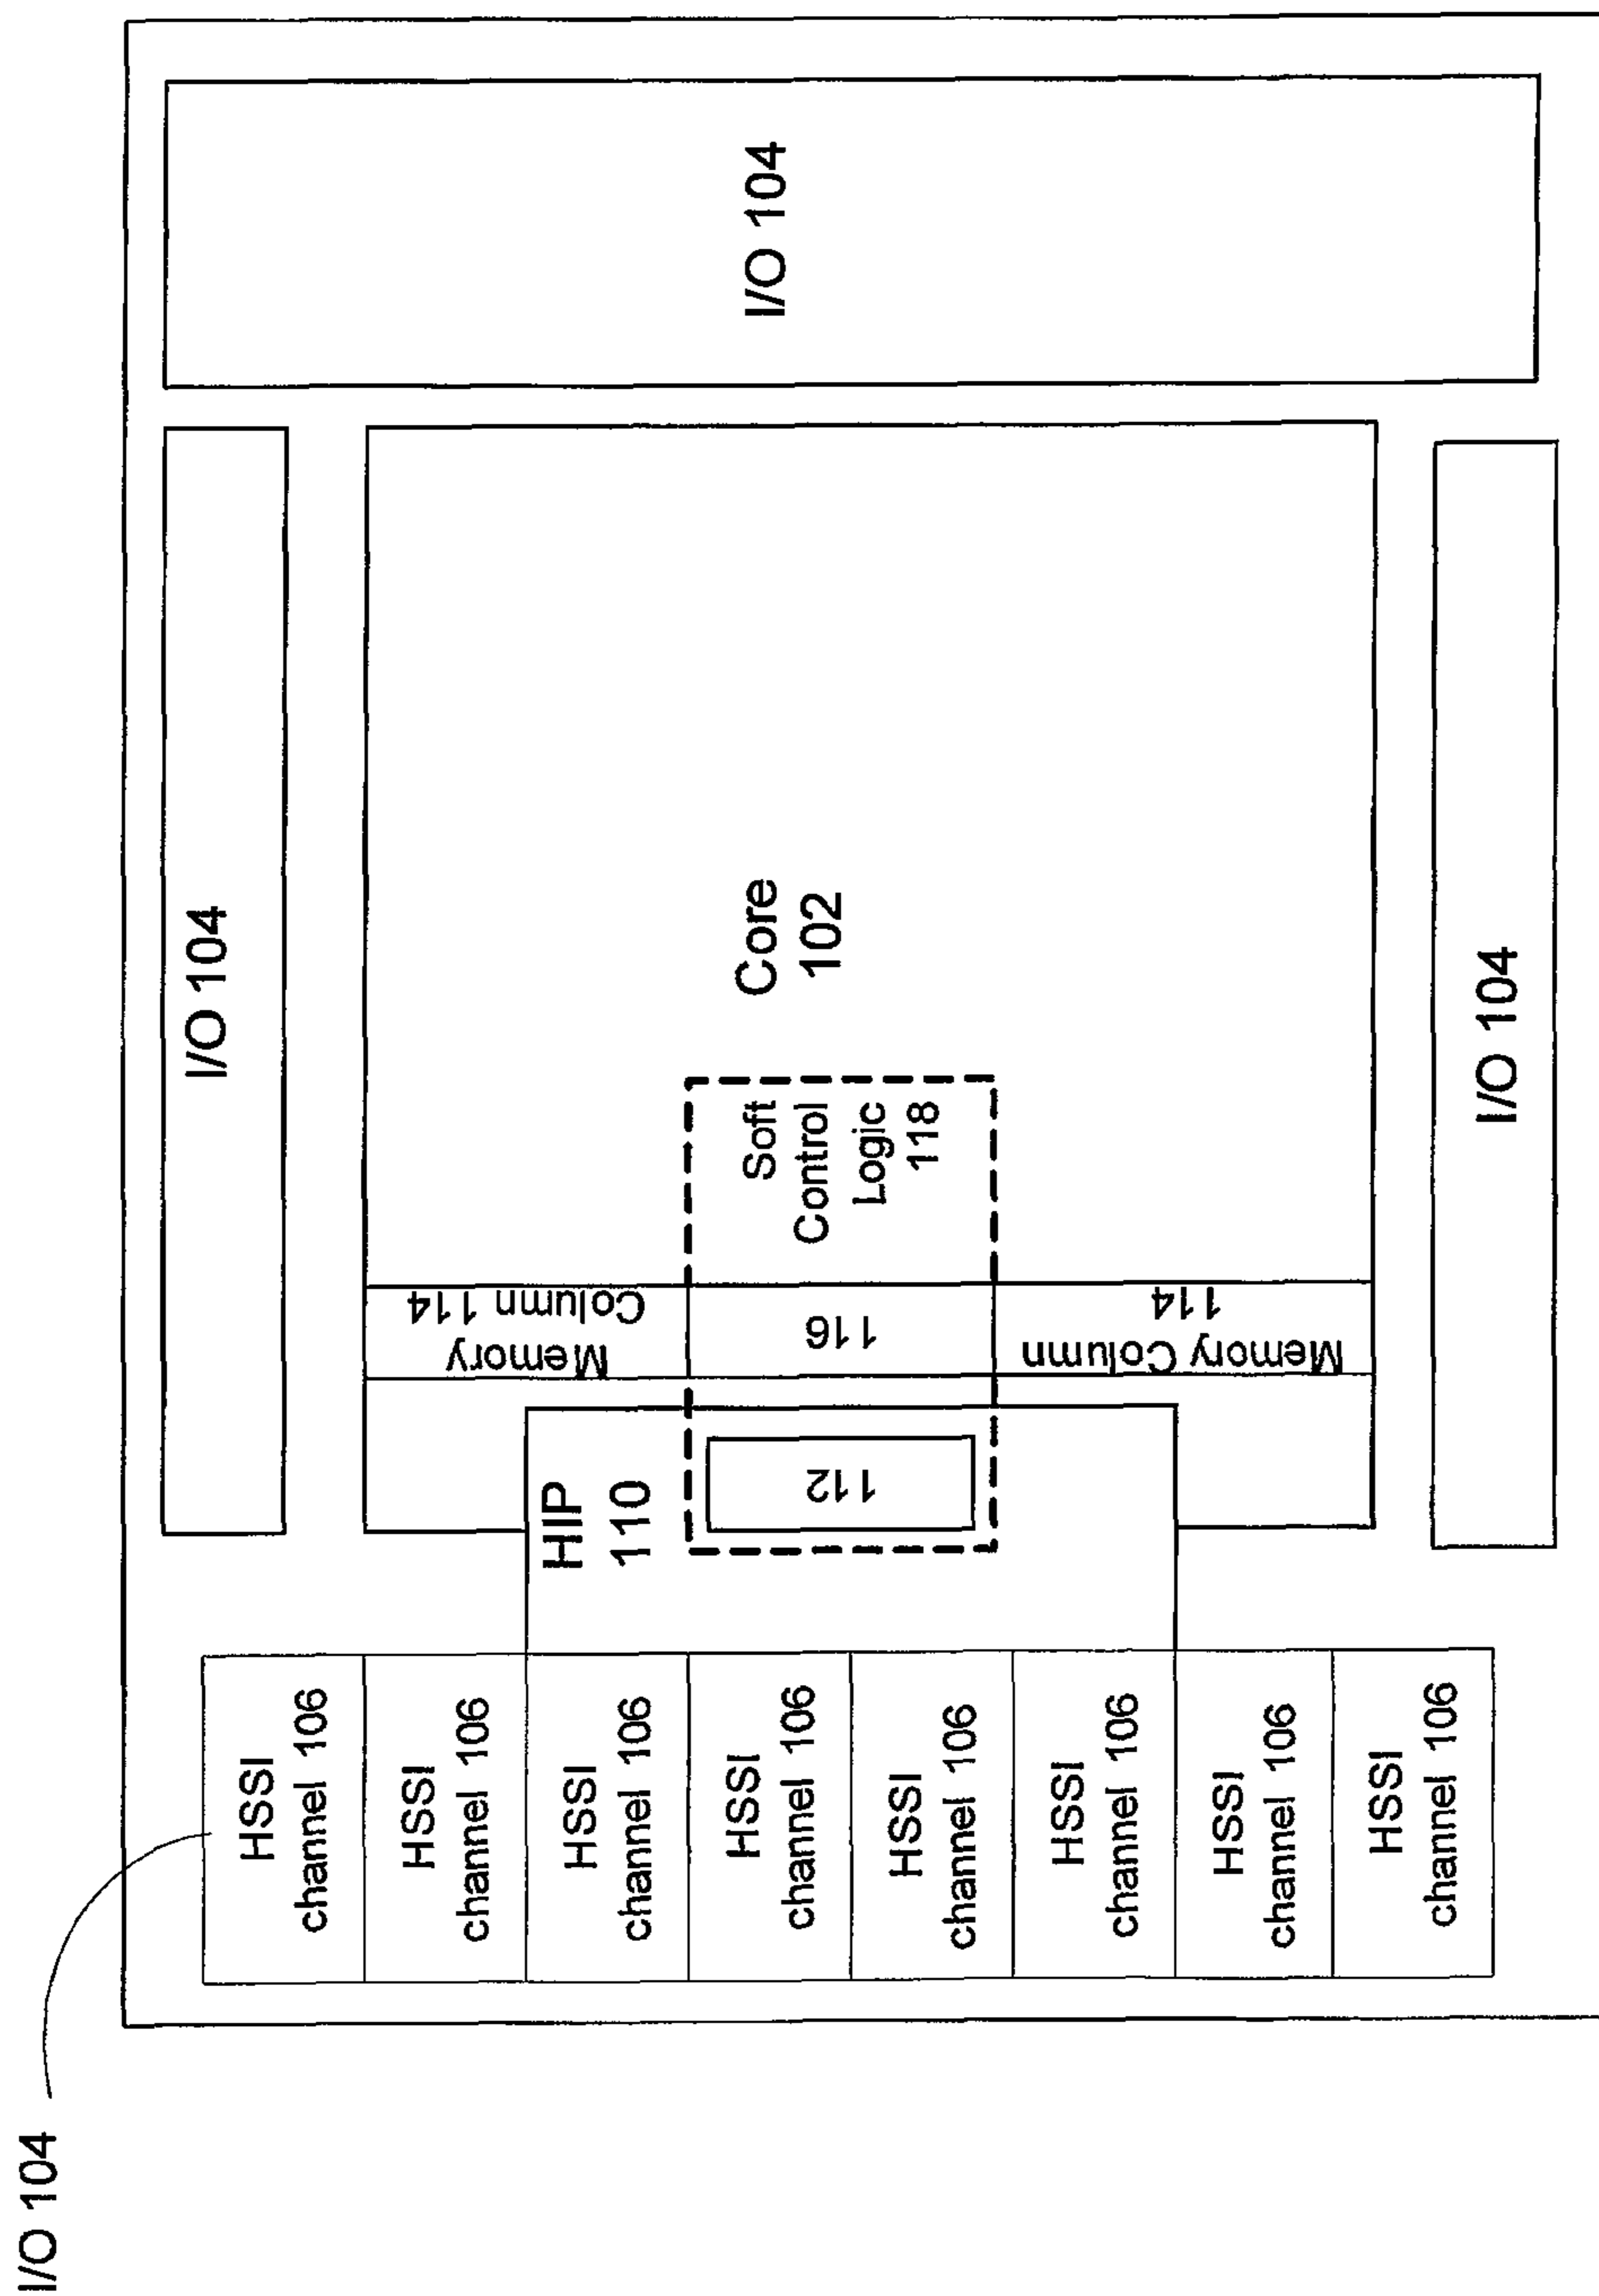 I/O 104
HSSI
channel 106
HSSI
channel 106
HSSI
channel 106
HSSI
channel 106
HSSI
channel 106
HSSI
channel 106
HSSI
channel 106
HSSI
channel 106
I/O 104
HIP
110
112
Memory
Column 114
116
Memory Column
114
Soft
Control
Logic
118
Core
102
I/O 104
I/O 104